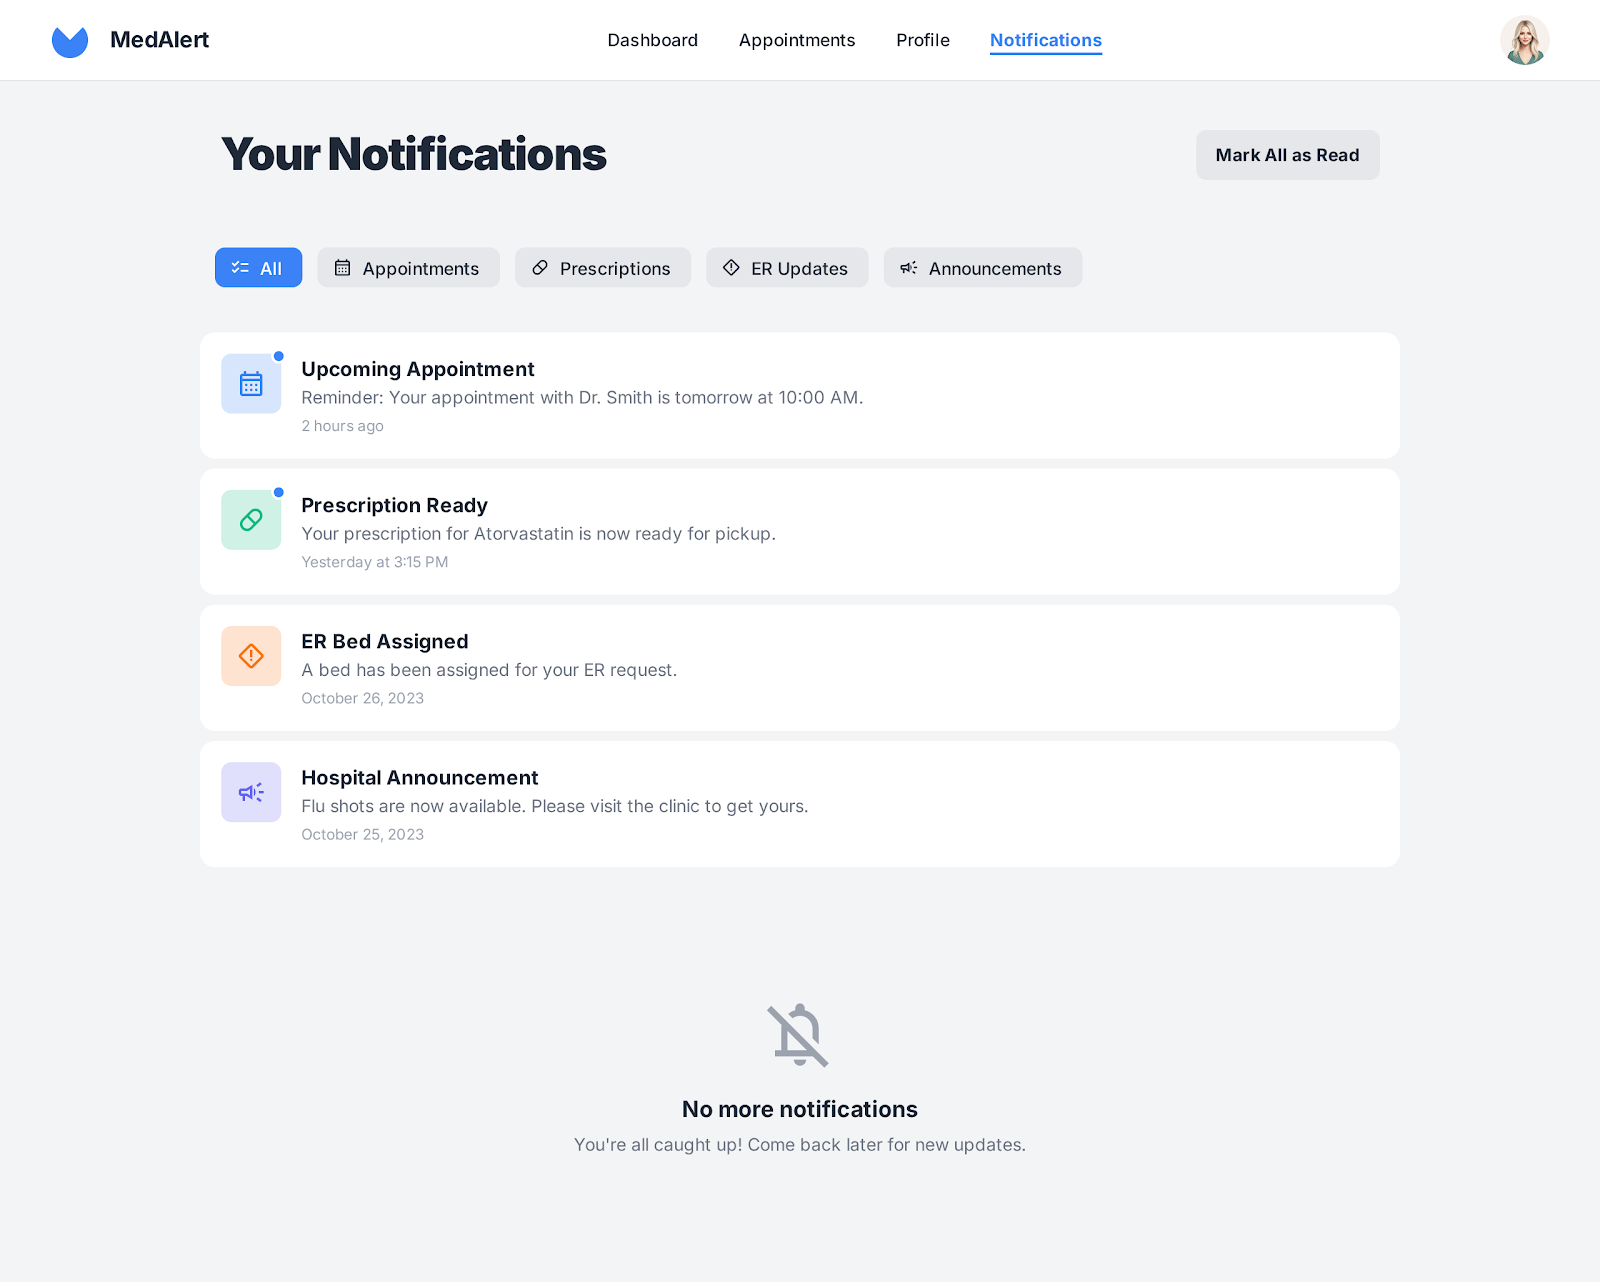 MedAlert
Dashboard
Appointments
Profile
Notifications
Your Notifications
Mark All as Read
All
Appointments
Prescriptions
ER Updates
Announcements
Upcoming Appointment
Reminder: Your appointment with Dr. Smith is tomorrow at 10:00 AM.
2 hours ago
Prescription Ready
Your prescription for Atorvastatin is now ready for pickup.
Yesterday at 3:15 PM
ER Bed Assigned
A bed has been assigned for your ER request.
October 26, 2023
Hospital Announcement
Flu shots are now available. Please visit the clinic to get yours.
October 25, 2023
No more notifications
You're all caught up! Come back later for new updates.